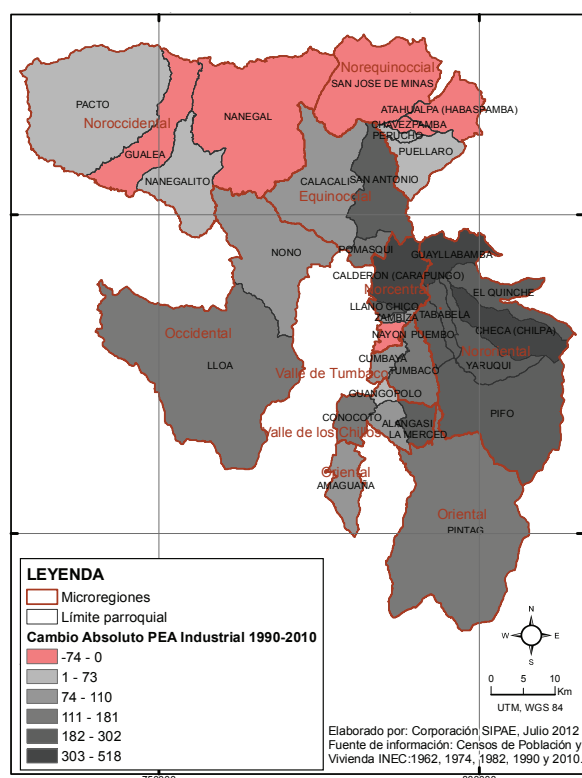 Norequinoccial
SAN JOSE DE MINAS
PACTO
NANEGAL
ATAHUALPA (HABASPAMBA)
Noroccidental
CHAVEZPAMBA
PERUCHO
GUALEA
PUELLARO
NANEGALITO
CALACALI
SAN ANTONIO
Equinoccial
NONO
POMASQUI
GUAYLLABAMBA
CALDERON (CARAPUNGO)
Norcentral
EL QUINCHE
LLANO CHICO
ZAMBIZA
TABABELA
Occidental
NAYON
PUEMBO
CHECA (CHILPA)
Nororiental
LLOA
CUMBAYA
YARUQUI
Valle de Tumbaco
TUMBACO
GUANGOPOLO
PIFO
CONOCOTO
ALANGASI
Valle de los Chillos
LA MERCED
Oriental
AMAGUAÑA
Oriental
PINTAG
LEYENDA
Microregiones
Límite parroquial
Cambio Absoluto PEA Industrial 1990-2010
-74 - 0
1 - 73
74 - 110
111 - 181
182 - 302
303 - 518
N
W E
S
0 5 10
Km
UTM, WGS 84
Elaborado por: Corporación SIPAE, Julio 2012
Fuente de información: Censos de Población y
Vivienda INEC:1962, 1974, 1982, 1990 y 2010.